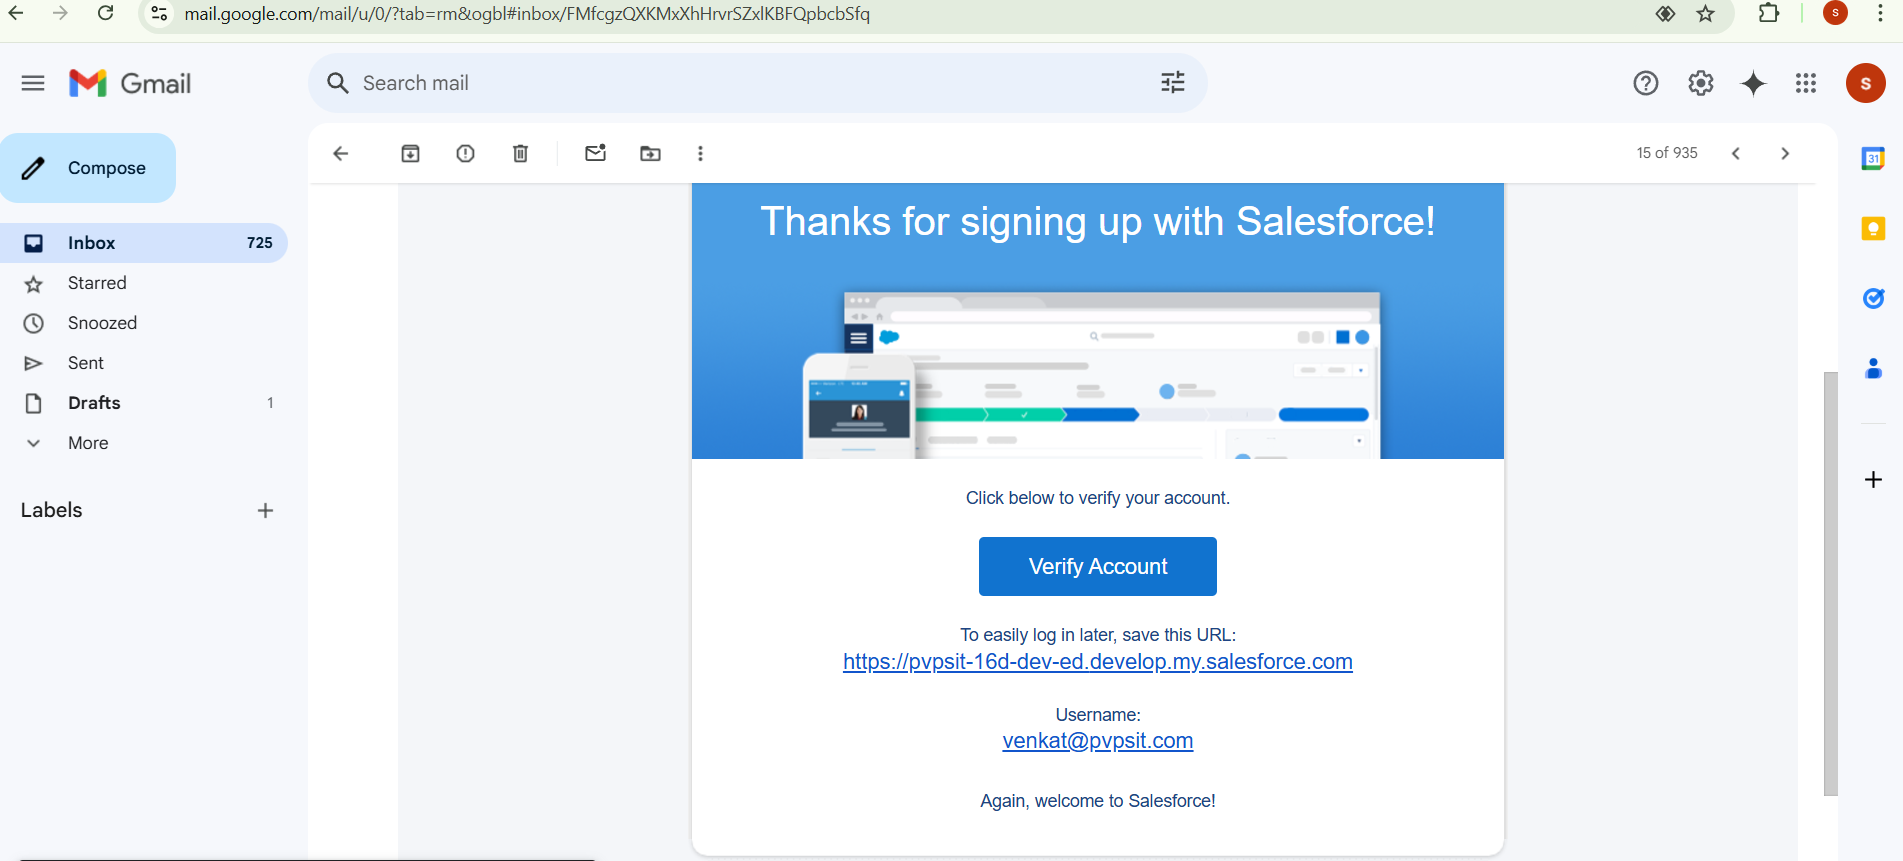 mail.google.com/mail/u/0/?tab=rm&ogbl#inbox/FMfcgzQXKMxXhHrvrSZxlKBFQpbcbSfq
S
Gmail
Search mail
S
Compose
15 of 935
31
Inbox 725
Starred
Snoozed
Sent
Drafts 1
More
Labels
Thanks for signing up with Salesforce!
Click below to verify your account.
Verify Account
To easily log in later, save this URL:
https://pvpsit-16d-dev-ed.develop.my.salesforce.com
Username:
venkat@pvpsit.com
Again, welcome to Salesforce!